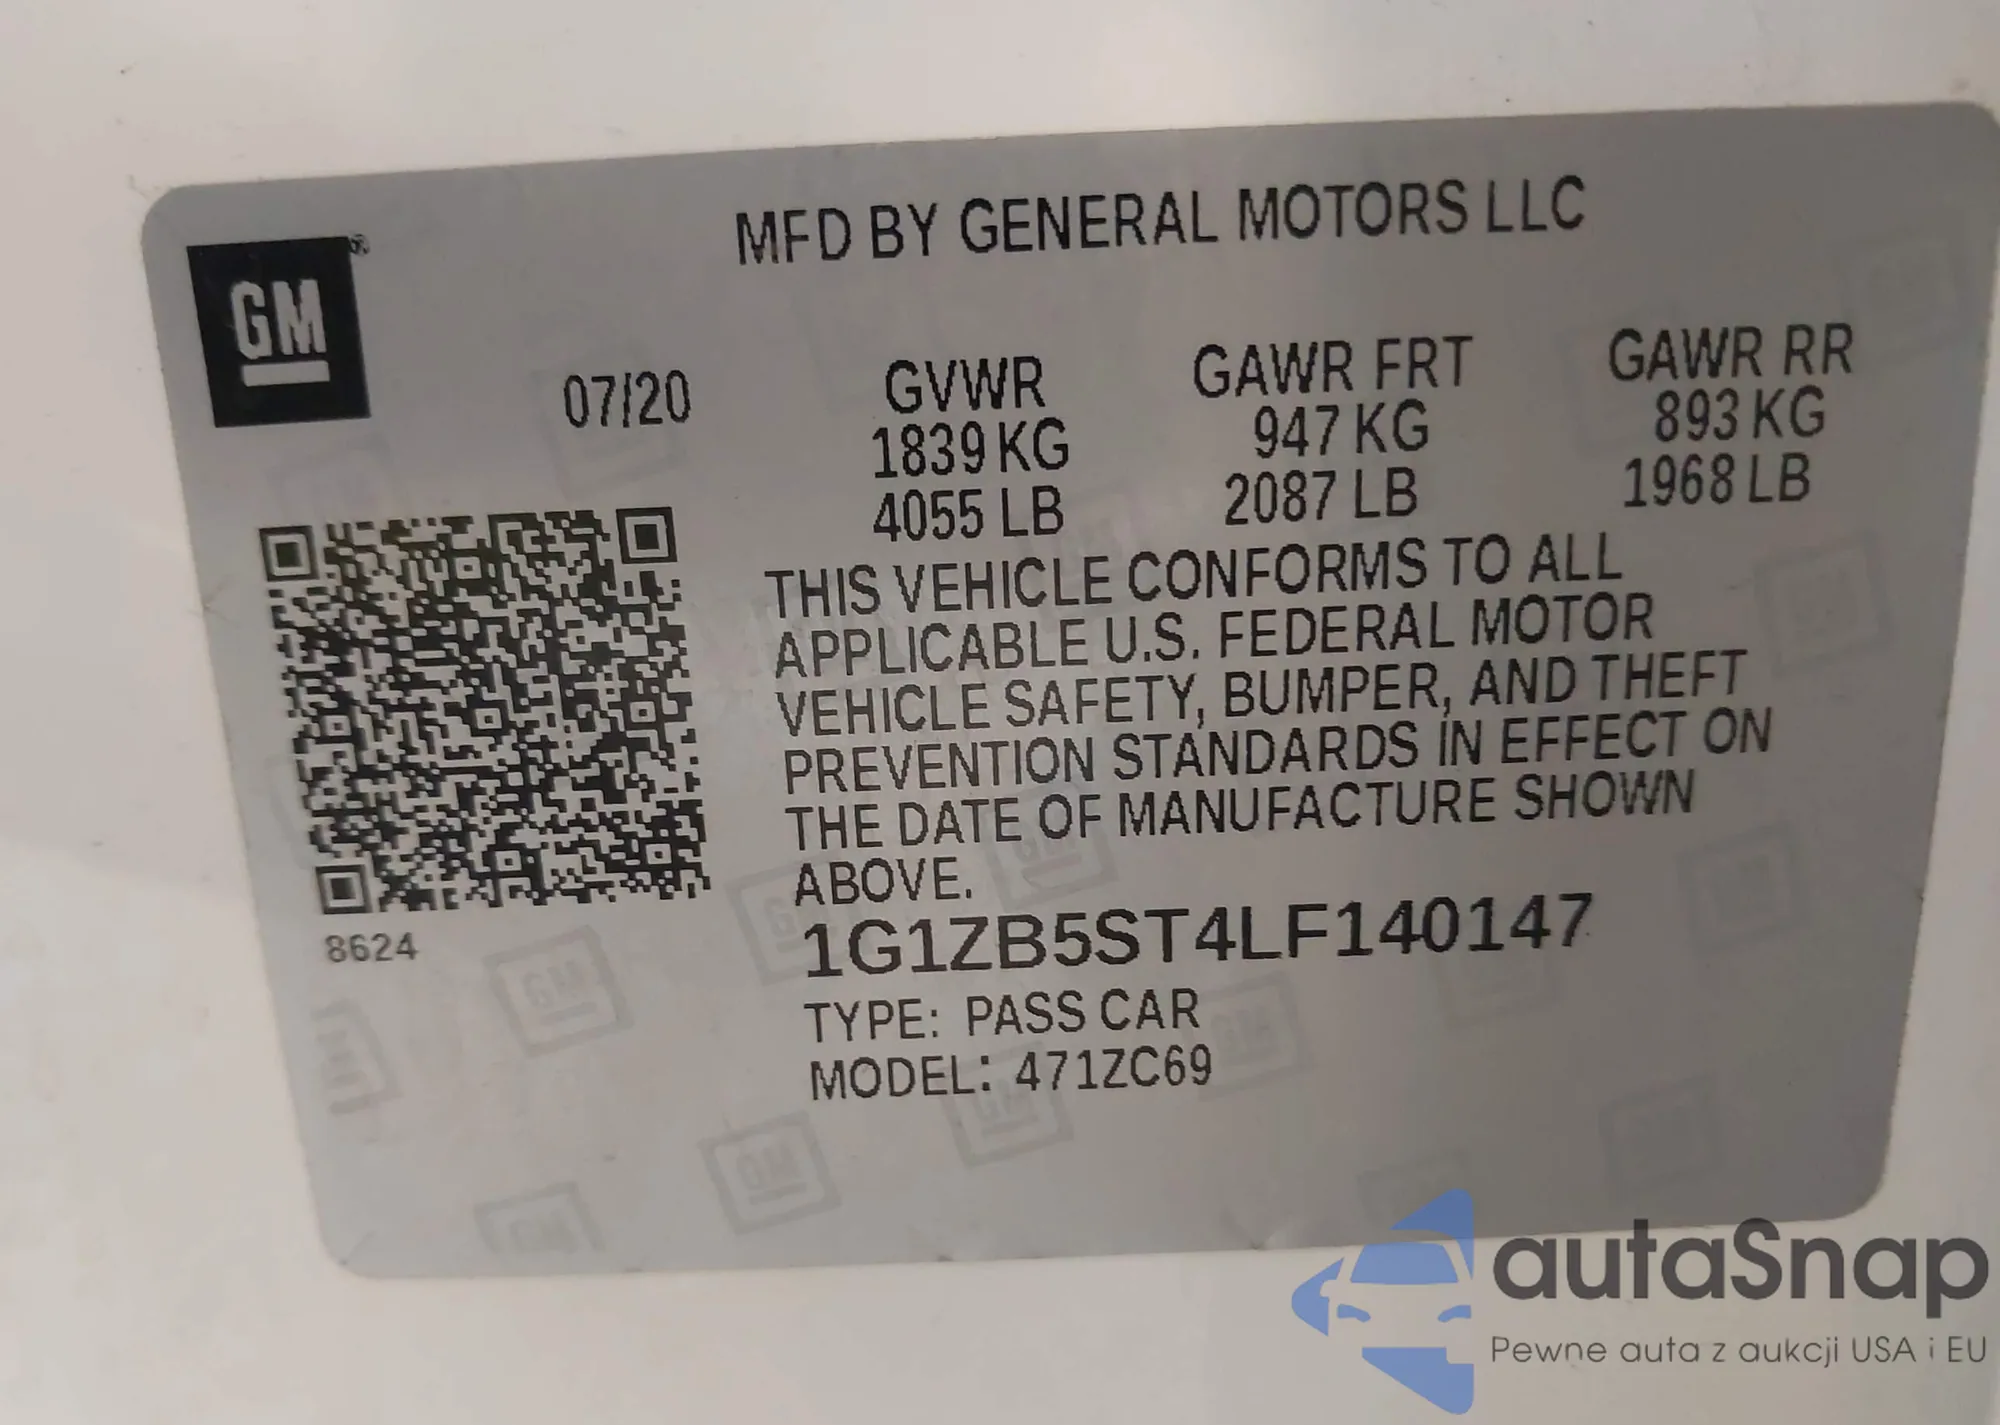 MFD BY GENERAL MOTORS LLC
GM®
07/20
GVWR GAWR FRT GAWR RR
1839 KG 947 KG 893 KG
4055 LB 2087 LB 1968 LB
THIS VEHICLE CONFORMS TO ALL
APPLICABLE U.S. FEDERAL MOTOR
VEHICLE SAFETY, BUMPER, AND THEFT
PREVENTION STANDARDS IN EFFECT ON
THE DATE OF MANUFACTURE SHOWN
ABOVE.
8624
1G1ZB5ST4LF140147
TYPE: PASS CAR
MODEL: 471ZC69
autaSnap
Pewne auta z aukcji USA i EU